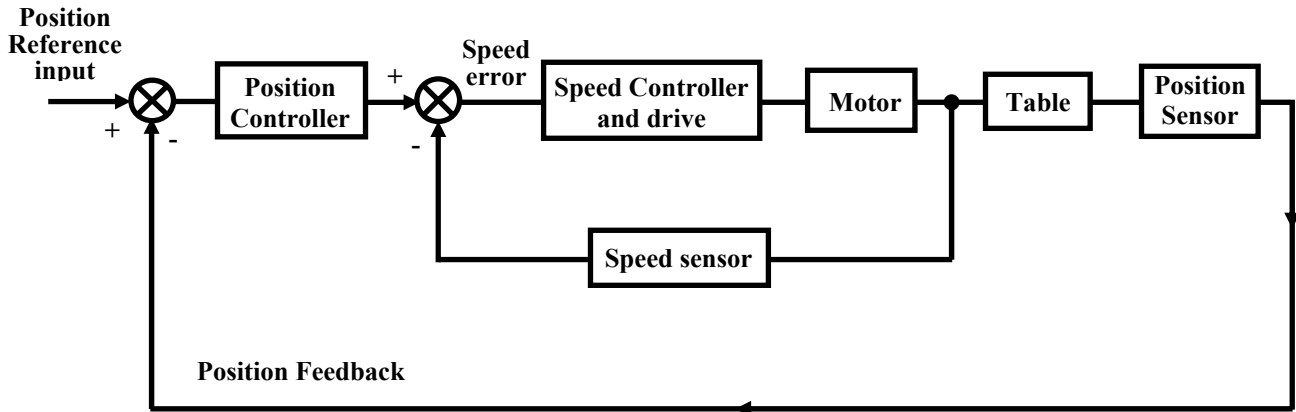 Position
Reference
input
+
-
Position
Controller
+
-
Speed
error
Speed Controller
and drive
Motor
Table
Position
Sensor
Speed sensor
Position Feedback